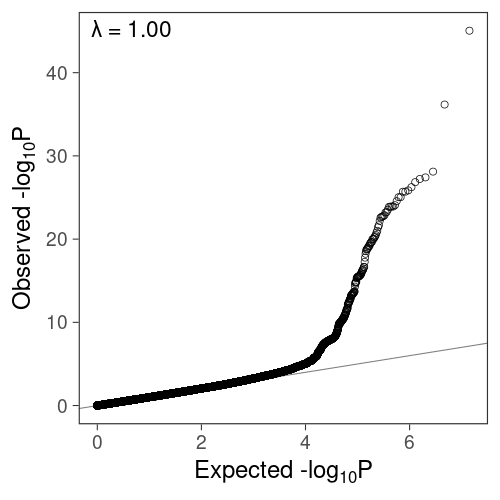 λ = 1.00
Observed -log₁₀P
40
30
20
10
0
0 2 4 6
Expected -log₁₀P